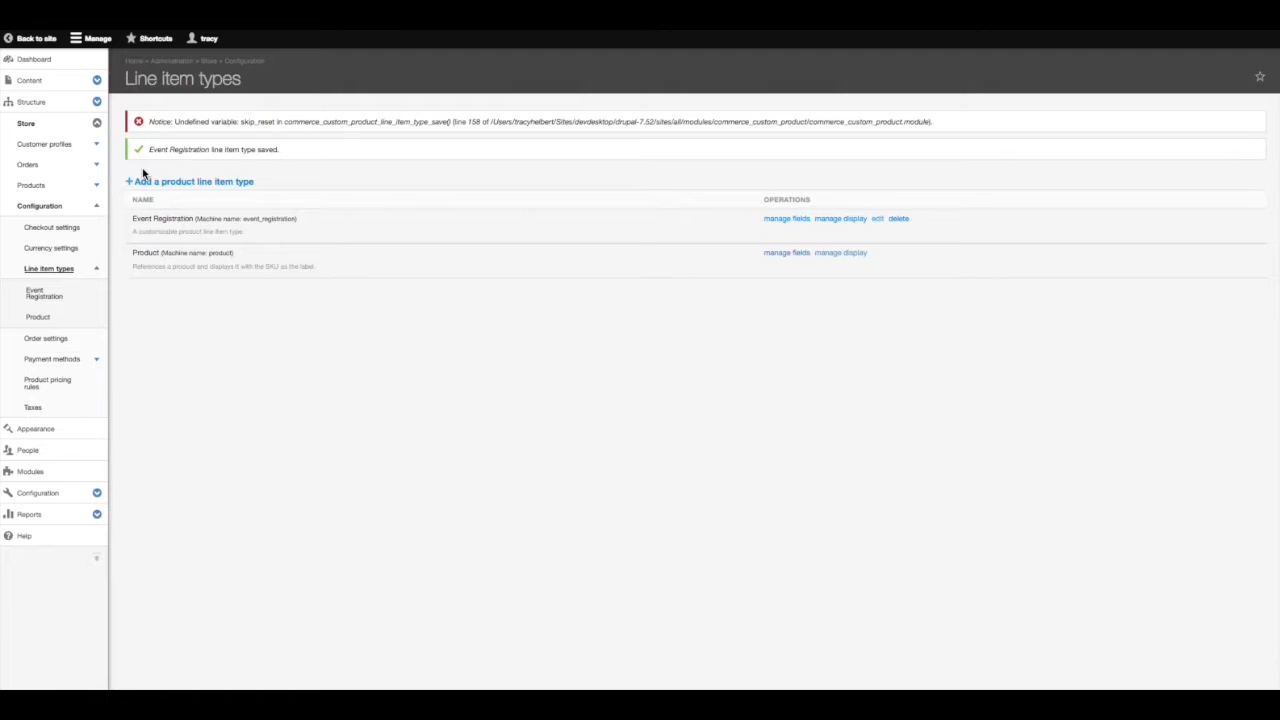 Back to site Manage Shortcuts tracy
Home » Administration » Store » Configuration
Line item types
Dashboard
Content
Structure
Store
Customer profiles
Orders
Products
Configuration
Checkout settings
Currency settings
Line item types
Event
Registration
Product
Order settings
Payment methods
Product pricing
rules
Taxes
Appearance
People
Modules
Configuration
Reports
Help
Notice: Undefined variable: skip_reset in commerce_custom_product_line_item_type_save() (line 158 of /Users/tracyhelbert/Sites/devdesktop/drupal-7.52/sites/all/modules/commerce_custom_product/commerce_custom_product.module).
Event Registration line item type saved.
+ Add a product line item type
NAME OPERATIONS
Event Registration (Machine name: event_registration) manage fields manage display edit delete
A customizable product line item type.
Product (Machine name: product) manage fields manage display
References a product and displays it with the SKU as the label.